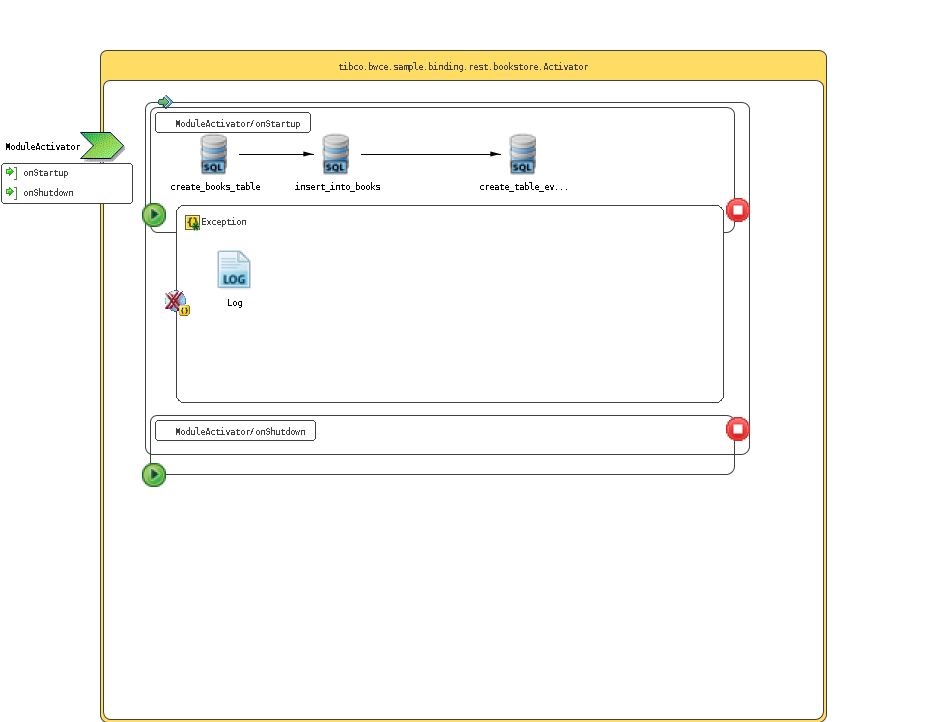 tibco.bwce.sample.binding.rest.bookstore.Activator
ModuleActivator
onStartup
onShutdown
ModuleActivator/onStartup
SQL
SQL
SQL
create_books_table
insert_into_books
create_table_ev...
Exception
LOG
Log
ModuleActivator/onShutdown